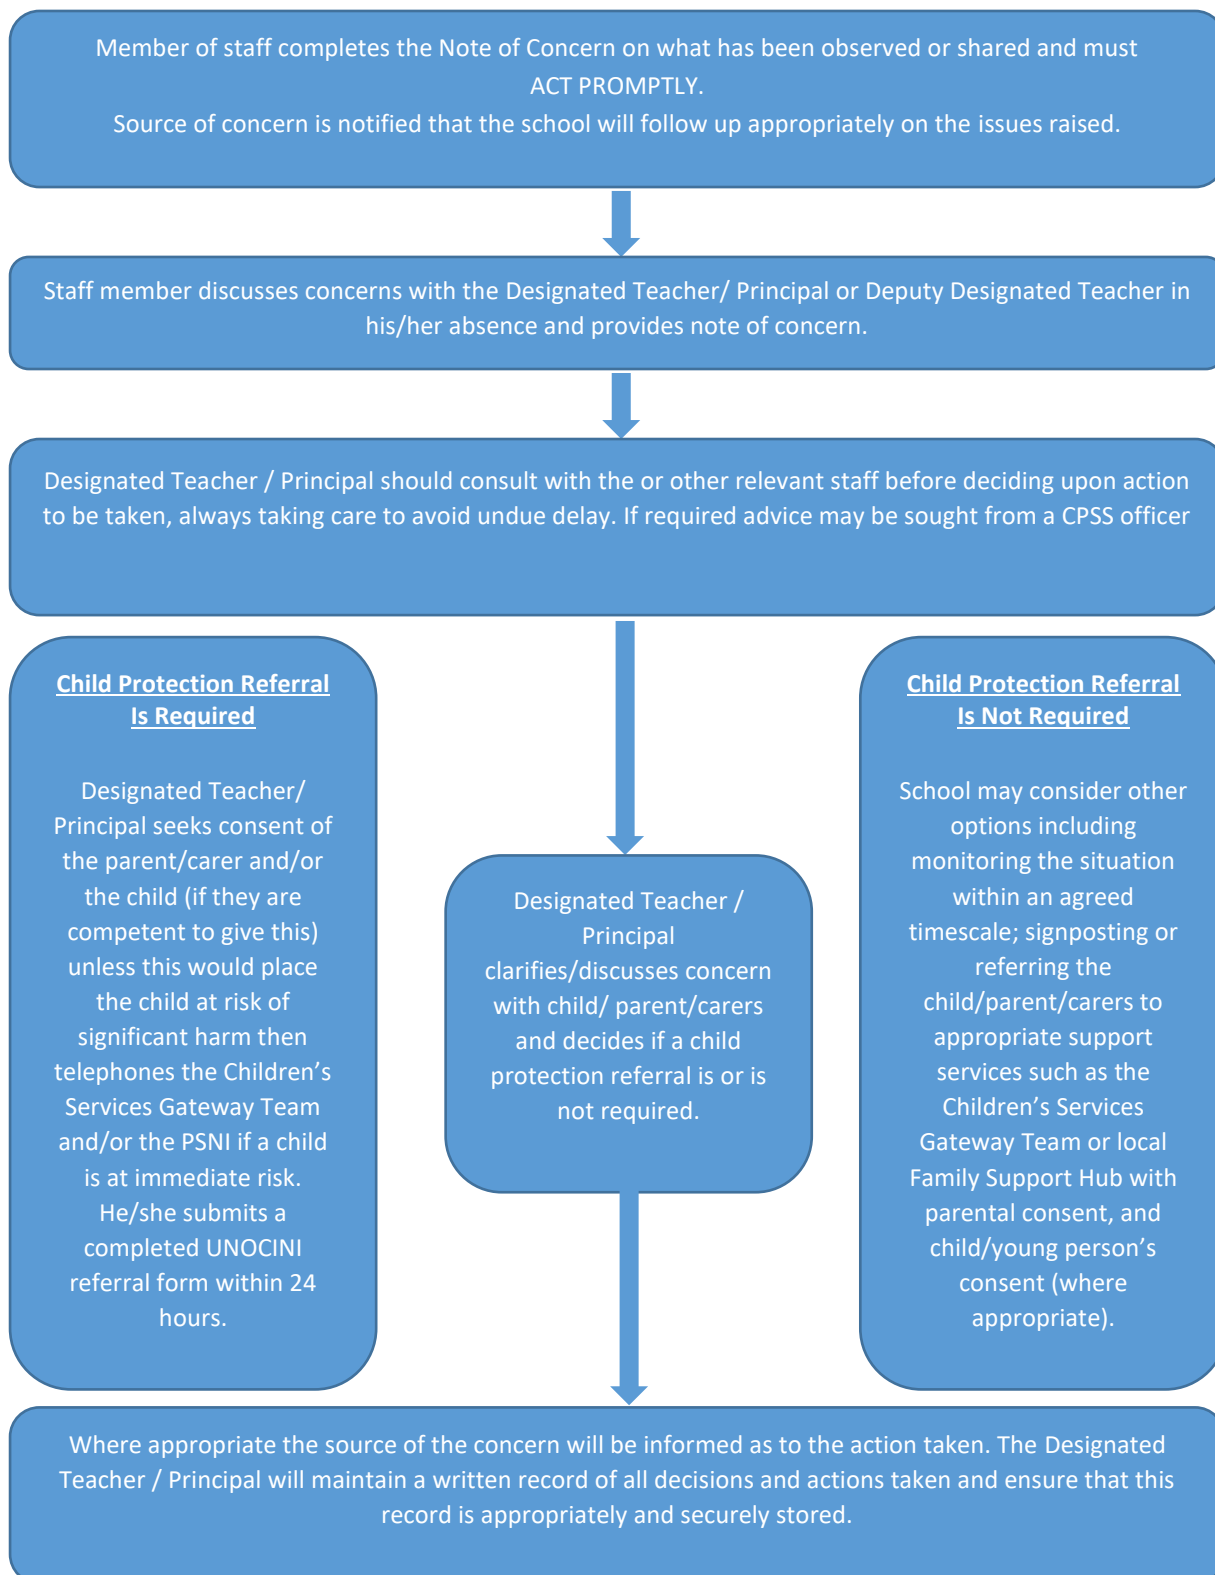 Member of staff completes the Note of Concern on what has been observed or shared and must
ACT PROMPTLY.
Source of concern is notified that the school will follow up appropriately on the issues raised.
Staff member discusses concerns with the Designated Teacher/ Principal or Deputy Designated Teacher in
his/her absence and provides note of concern.
Designated Teacher / Principal should consult with the or other relevant staff before deciding upon action
to be taken, always taking care to avoid undue delay. If required advice may be sought from a CPSS officer
Child Protection Referral
Is Required
Designated Teacher/
Principal seeks consent of
the parent/carer and/or
the child (if they are
competent to give this)
unless this would place
the child at risk of
significant harm then
telephones the Children’s
Services Gateway Team
and/or the PSNI if a child
is at immediate risk.
He/she submits a
completed UNOCINI
referral form within 24
hours.
Designated Teacher /
Principal
clarifies/discusses concern
with child/ parent/carers
and decides if a child
protection referral is or is
not required.
Child Protection Referral
Is Not Required
School may consider other
options including
monitoring the situation
within an agreed
timescale; signposting or
referring the
child/parent/carers to
appropriate support
services such as the
Children’s Services
Gateway Team or local
Family Support Hub with
parental consent, and
child/young person’s
consent (where
appropriate).
Where appropriate the source of the concern will be informed as to the action taken. The Designated
Teacher / Principal will maintain a written record of all decisions and actions taken and ensure that this
record is appropriately and securely stored.